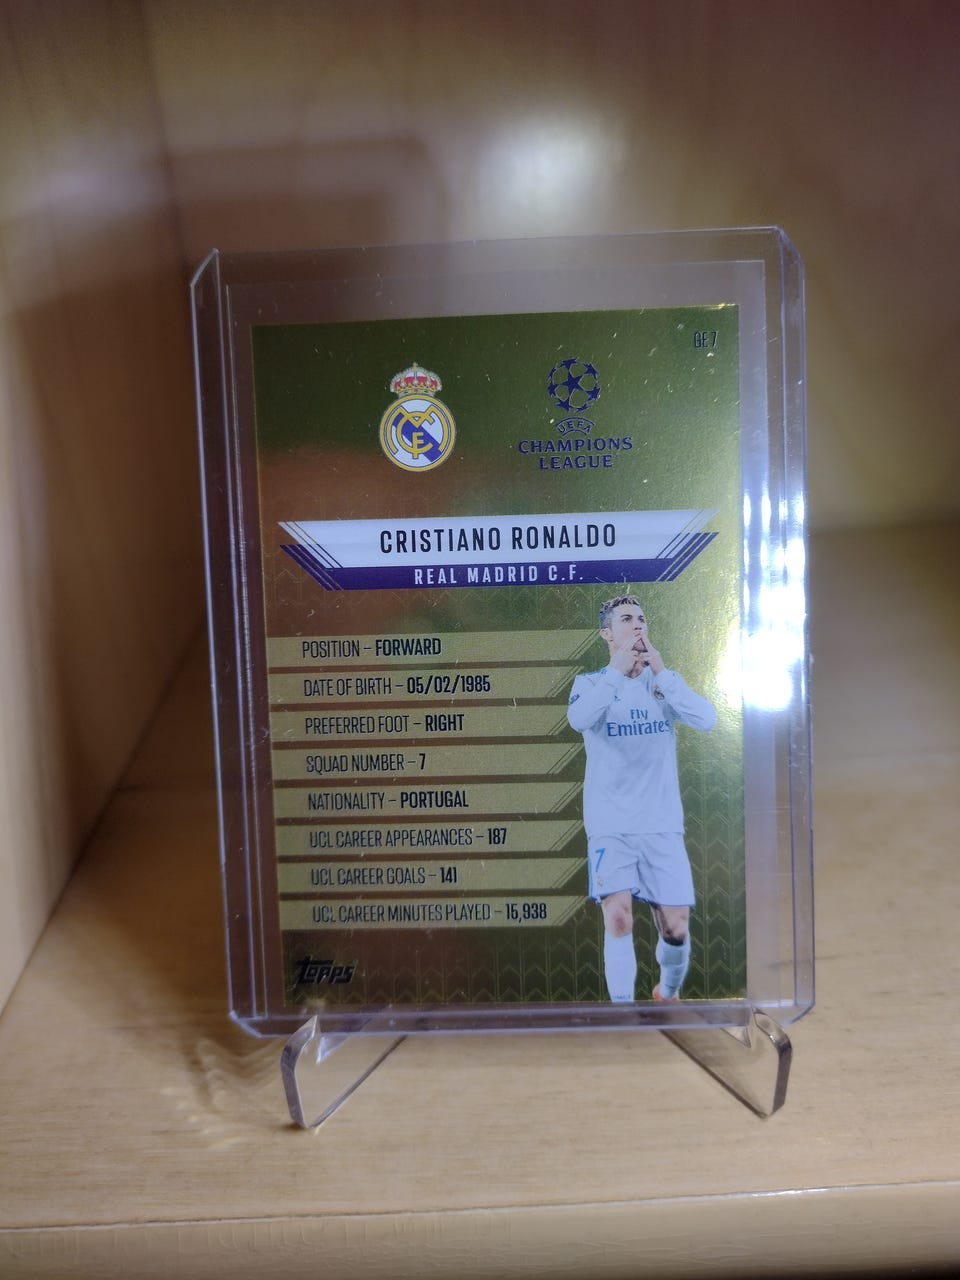 GE 7
UEFA
CHAMPIONS
LEAGUE
CRISTIANO RONALDO
REAL MADRID C.F.
POSITION – FORWARD
DATE OF BIRTH – 05/02/1985
PREFERRED FOOT – RIGHT
SQUAD NUMBER – 7
NATIONALITY – PORTUGAL
UCL CAREER APPEARANCES – 187
UCL CAREER GOALS – 141
UCL CAREER MINUTES PLAYED – 15,938
Fly
Emirates
7
Topps